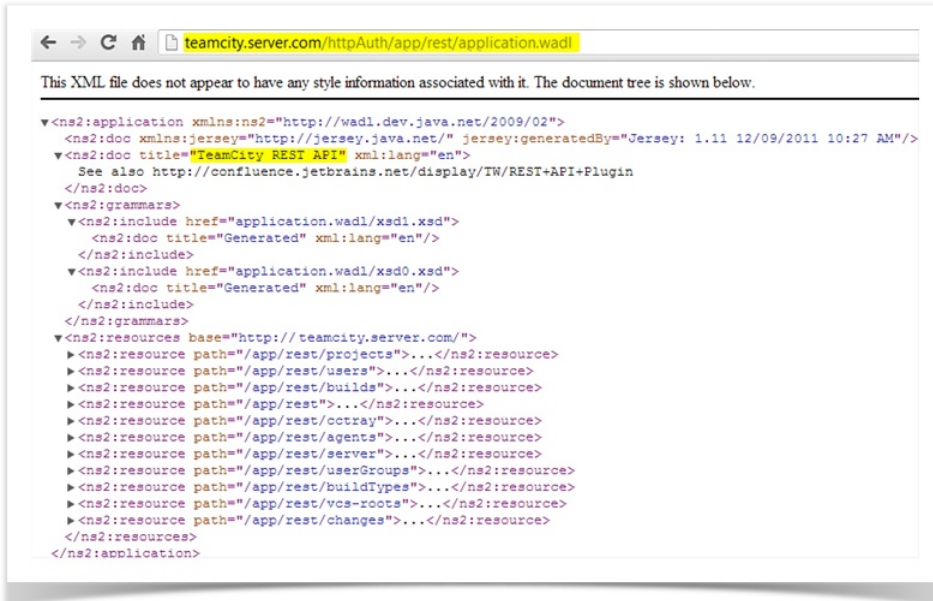 teamcity.server.com/httpAuth/app/rest/application.wadl
This XML file does not appear to have any style information associated with it. The document tree is shown below.
▼<ns2:application xmlns:ns2="http://wadl.dev.java.net/2009/02">
<ns2:doc xmlns:jersey="http://jersey.java.net/" jersey:generatedBy="Jersey: 1.11 12/09/2011 10:27 AM"/>
▼<ns2:doc title="TeamCity REST API" xml:lang="en">
See also http://confluence.jetbrains.net/display/TW/REST+API+Plugin
</ns2:doc>
▼<ns2:grammars>
▼<ns2:include href="application.wadl/xsd1.xsd">
<ns2:doc title="Generated" xml:lang="en"/>
</ns2:include>
▼<ns2:include href="application.wadl/xsd0.xsd">
<ns2:doc title="Generated" xml:lang="en"/>
</ns2:include>
</ns2:grammars>
▼<ns2:resources base="http://teamcity.server.com/">
▶<ns2:resource path="/app/rest/projects">...</ns2:resource>
▶<ns2:resource path="/app/rest/users">...</ns2:resource>
▶<ns2:resource path="/app/rest/builds">...</ns2:resource>
▶<ns2:resource path="/app/rest">...</ns2:resource>
▶<ns2:resource path="/app/rest/cctray">...</ns2:resource>
▶<ns2:resource path="/app/rest/agents">...</ns2:resource>
▶<ns2:resource path="/app/rest/server">...</ns2:resource>
▶<ns2:resource path="/app/rest/userGroups">...</ns2:resource>
▶<ns2:resource path="/app/rest/buildTypes">...</ns2:resource>
▶<ns2:resource path="/app/rest/vcs-roots">...</ns2:resource>
▶<ns2:resource path="/app/rest/changes">...</ns2:resource>
</ns2:resources>
</ns2:application>